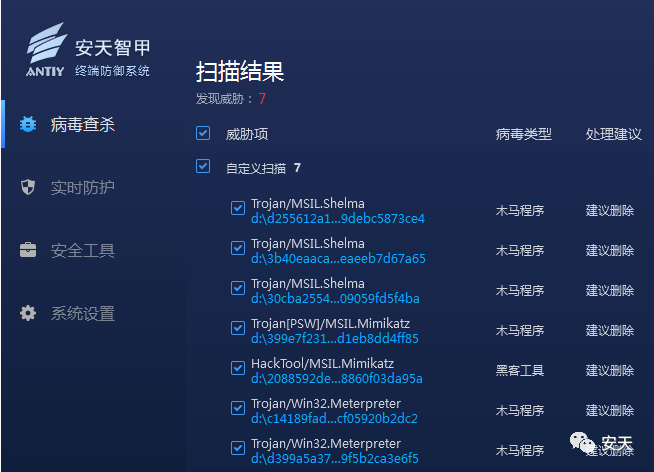 安天智甲
ANTIY 终端防御系统
病毒查杀
实时防护
安全工具
系统设置
扫描结果
发现威胁：7
威胁项 病毒类型 处理建议
自定义扫描 7
Trojan/MSIL.Shelma
d:\d255612a1...9debc5873ce4 木马程序 建议删除
Trojan/MSIL.Shelma
d:\3b40eaaca...eaeeb7d67a65 木马程序 建议删除
Trojan/MSIL.Shelma
d:\30cba2554...09059fd5f4ba 木马程序 建议删除
Trojan[PSW]/MSIL.Mimikatz
d:\399e7f231...d1eb8dd4ff85 木马程序 建议删除
HackTool/MSIL.Mimikatz
d:\2088592de...8860f03da95a 黑客工具 建议删除
Trojan/Win32.Meterpreter
d:\c14189fad...cf05920b2dc2 木马程序 建议删除
Trojan/Win32.Meterpreter
d:\d399a5a37...9f5b2ca3e6f5 木马程序 建议删除
安天